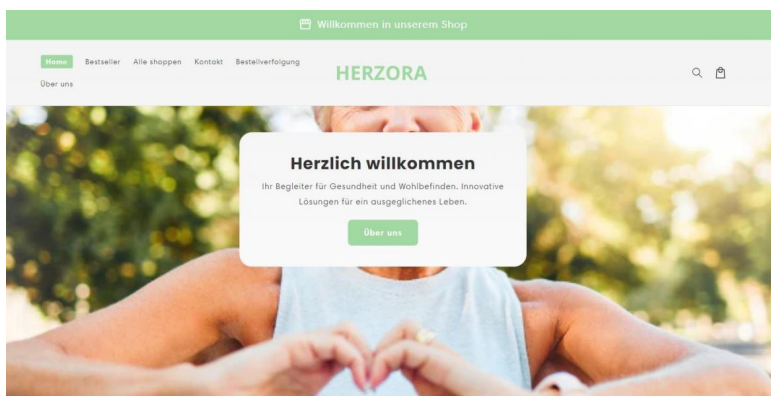 Willkommen in unserem Shop
Home Bestseller Alle shoppen Kontakt Bestellverfolgung
Über uns
HERZORA
Herzlich willkommen
Ihr Begleiter für Gesundheit und Wohlbefinden. Innovative
Lösungen für ein ausgeglichenes Leben.
Über uns